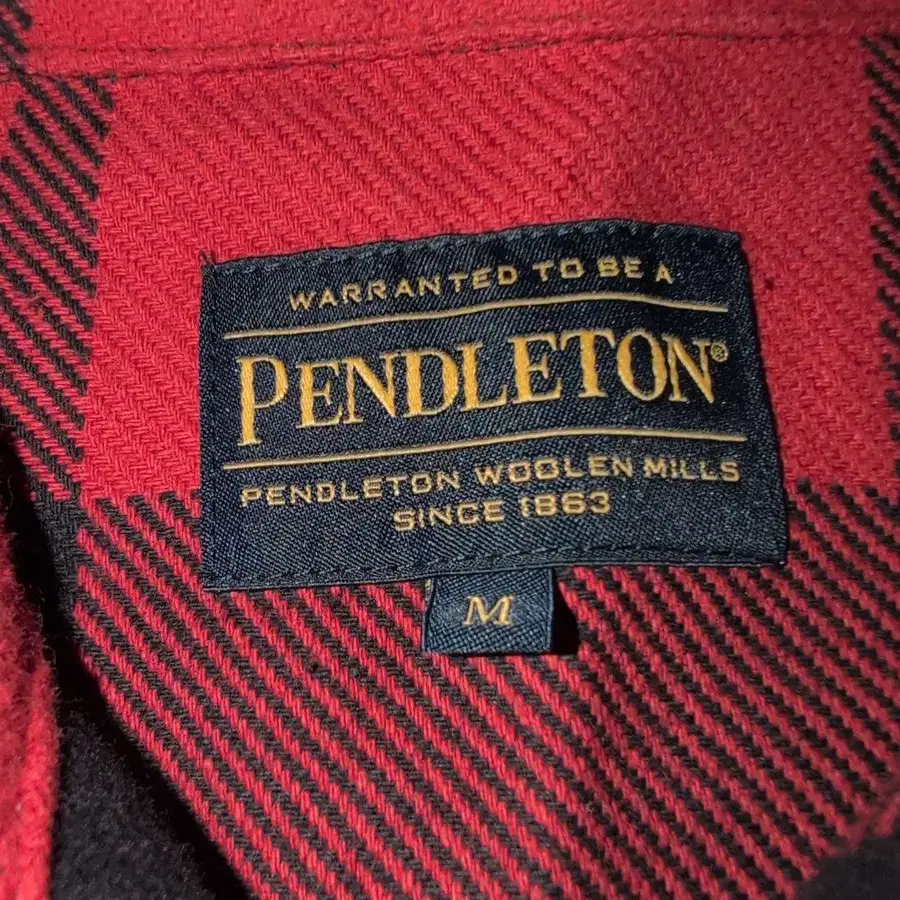 WARRANTED TO BE A
PENDLETON®
PENDLETON WOOLEN MILLS
SINCE 1863
M